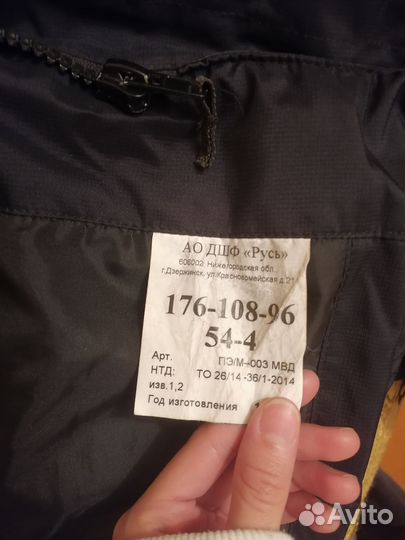 АО ДШФ «Русь»
606002, Нижегородская обл.,
г.Дзержинск, ул.Красноармейская д.21
176-108-96
54-4
Арт. ПЭ/М-003 МВД
НТД: ТО 26/14 -36/1-2014
изв.1,2
Год изготовления
Avito